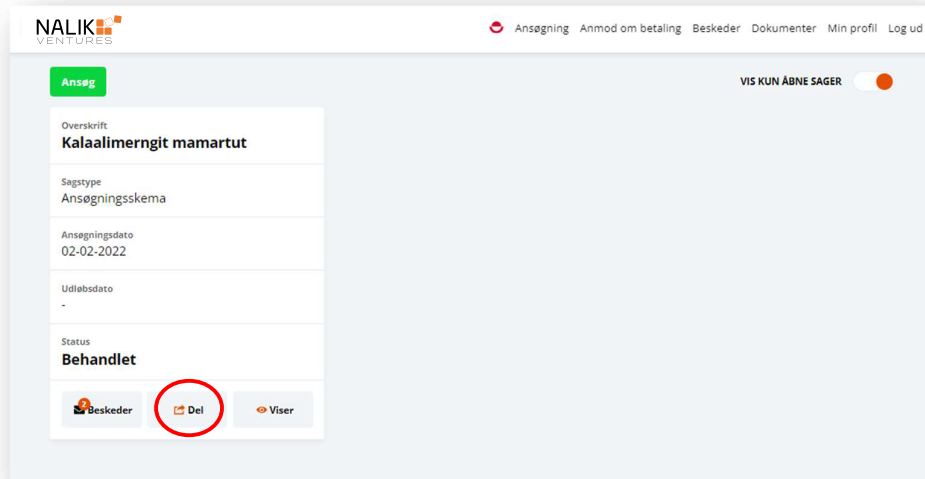 NALIK
VENTURES
Ansøgning Anmod om betaling Beskeder Dokumenter Min profil Log ud
Ansøg
VIS KUN ÅBNE SAGER
Overskrift
Kalaalimerngit mamartut
Sagstype
Ansøgningsskema
Ansøgningsdato
02-02-2022
Udløbsdato
-
Status
Behandlet
2 Beskeder Del Viser